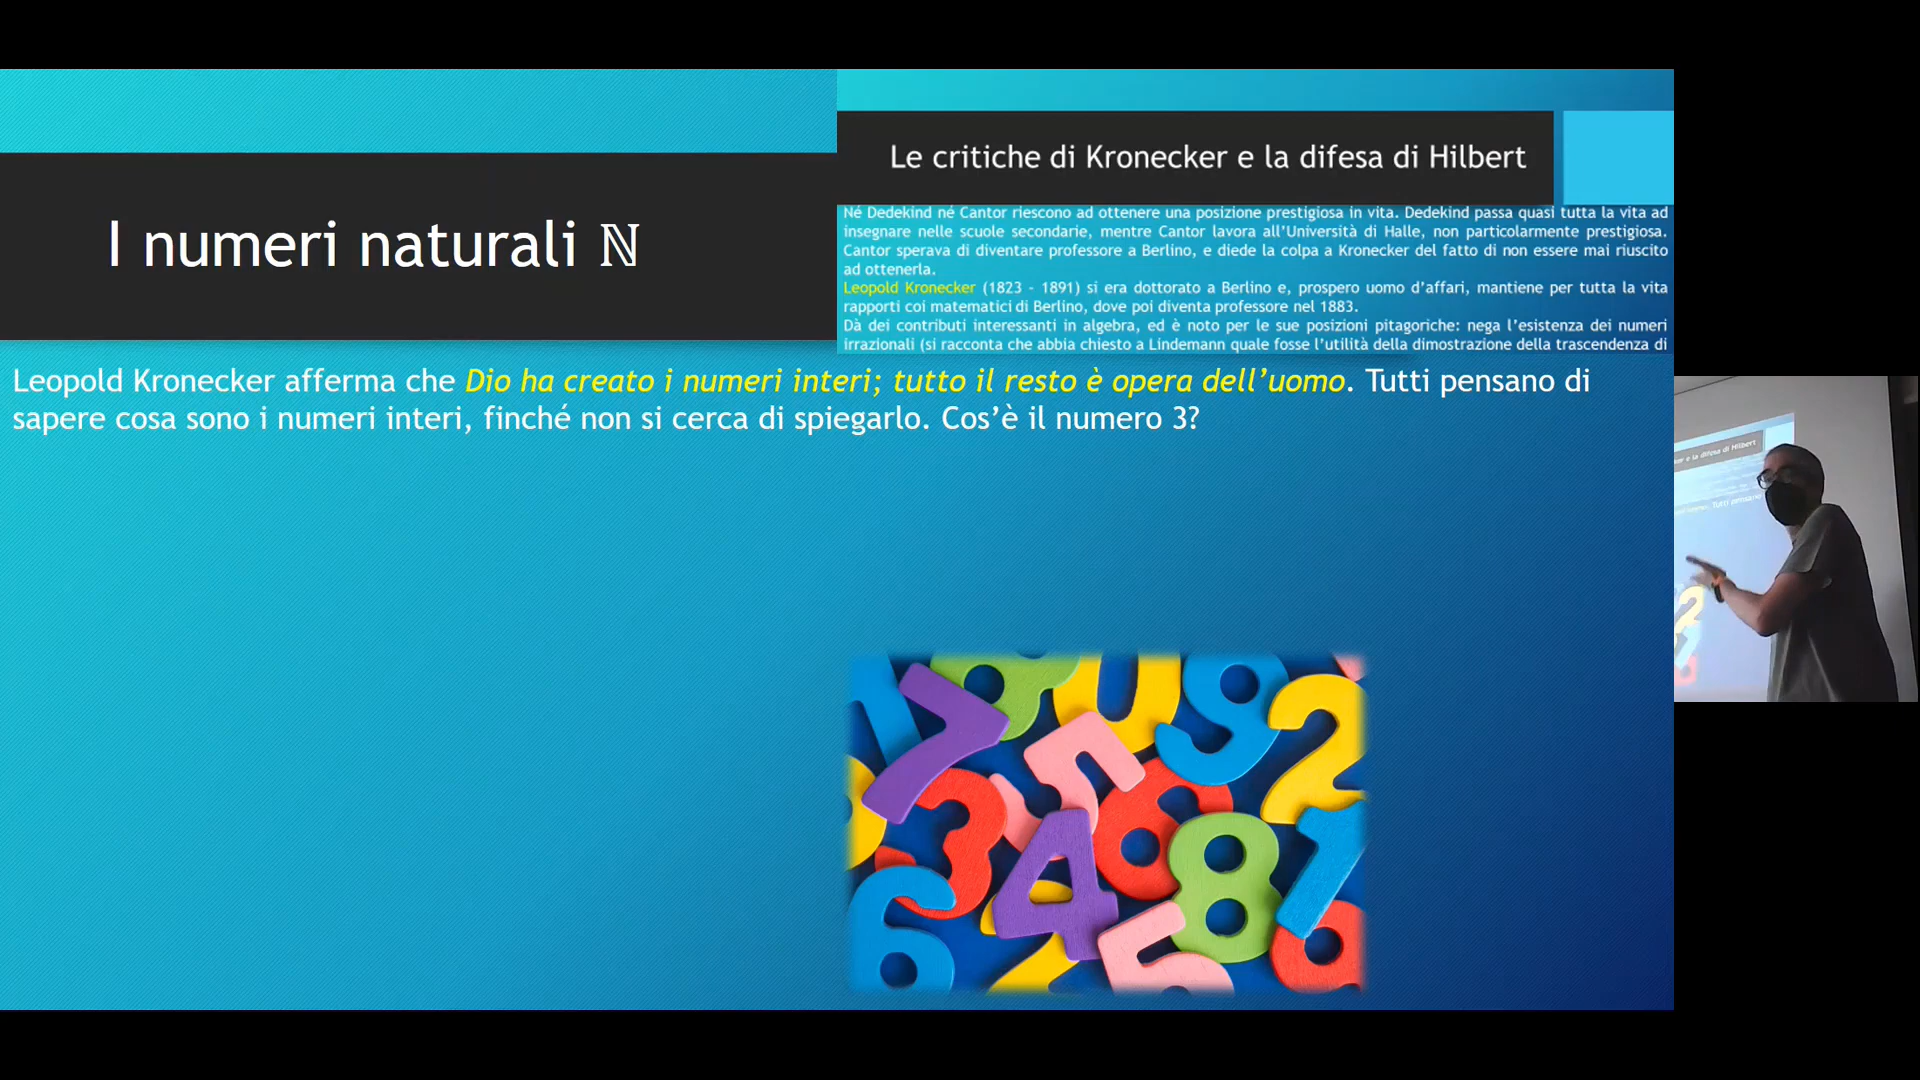 I numeri naturali ℕ
Le critiche di Kronecker e la difesa di Hilbert
Né Dedekind né Cantor riescono ad ottenere una posizione prestigiosa in vita. Dedekind passa quasi tutta la vita ad
insegnare nelle scuole secondarie, mentre Cantor lavora all’Università di Halle, non particolarmente prestigiosa.
Cantor sperava di diventare professore a Berlino, e diede la colpa a Kronecker del fatto di non essere mai riuscito
ad ottenerla.
Leopold Kronecker (1823 - 1891) si era dottorato a Berlino e, prospero uomo d’affari, mantiene per tutta la vita
rapporti coi matematici di Berlino, dove poi diventa professore nel 1883.
Dà dei contributi interessanti in algebra, ed è noto per le sue posizioni pitagoriche: nega l’esistenza dei numeri
irrazionali (si racconta che abbia chiesto a Lindemann quale fosse l’utilità della dimostrazione della trascendenza di
Leopold Kronecker afferma che Dio ha creato i numeri interi; tutto il resto è opera dell’uomo. Tutti pensano di
sapere cosa sono i numeri interi, finché non si cerca di spiegarlo. Cos’è il numero 3?
e la difesa di Hilbert
Tutti pensano